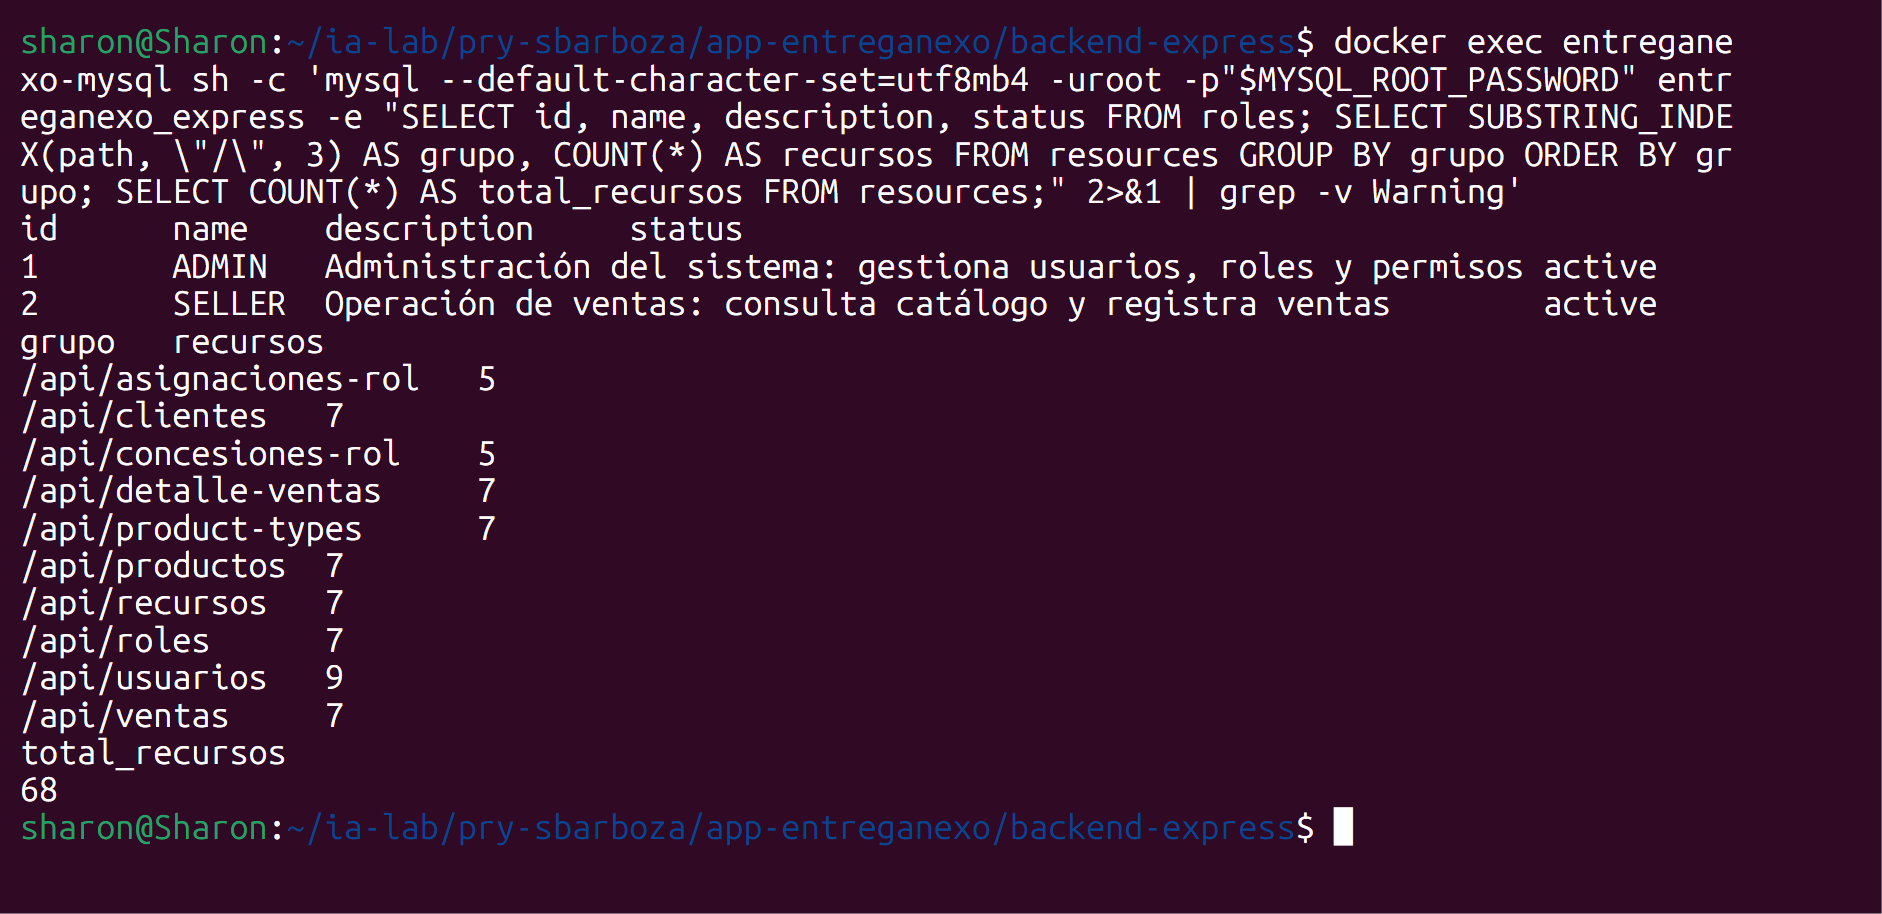 sharon@Sharon:~/ia-lab/pry-sbarboza/app-entreganexo/backend-express$ docker exec entregane
xo-mysql sh -c 'mysql --default-character-set=utf8mb4 -uroot -p"$MYSQL_ROOT_PASSWORD" entr
eganexo_express -e "SELECT id, name, description, status FROM roles; SELECT SUBSTRING_INDE
X(path, \"/\", 3) AS grupo, COUNT(*) AS recursos FROM resources GROUP BY grupo ORDER BY gr
upo; SELECT COUNT(*) AS total_recursos FROM resources;" 2>&1 | grep -v Warning'
id	name	description	status
1	ADMIN	Administración del sistema: gestiona usuarios, roles y permisos	active
2	SELLER	Operación de ventas: consulta catálogo y registra ventas	active
grupo	recursos
/api/asignaciones-rol	5
/api/clientes	7
/api/concesiones-rol	5
/api/detalle-ventas	7
/api/product-types	7
/api/productos	7
/api/recursos	7
/api/roles	7
/api/usuarios	9
/api/ventas	7
total_recursos
68
sharon@Sharon:~/ia-lab/pry-sbarboza/app-entreganexo/backend-express$